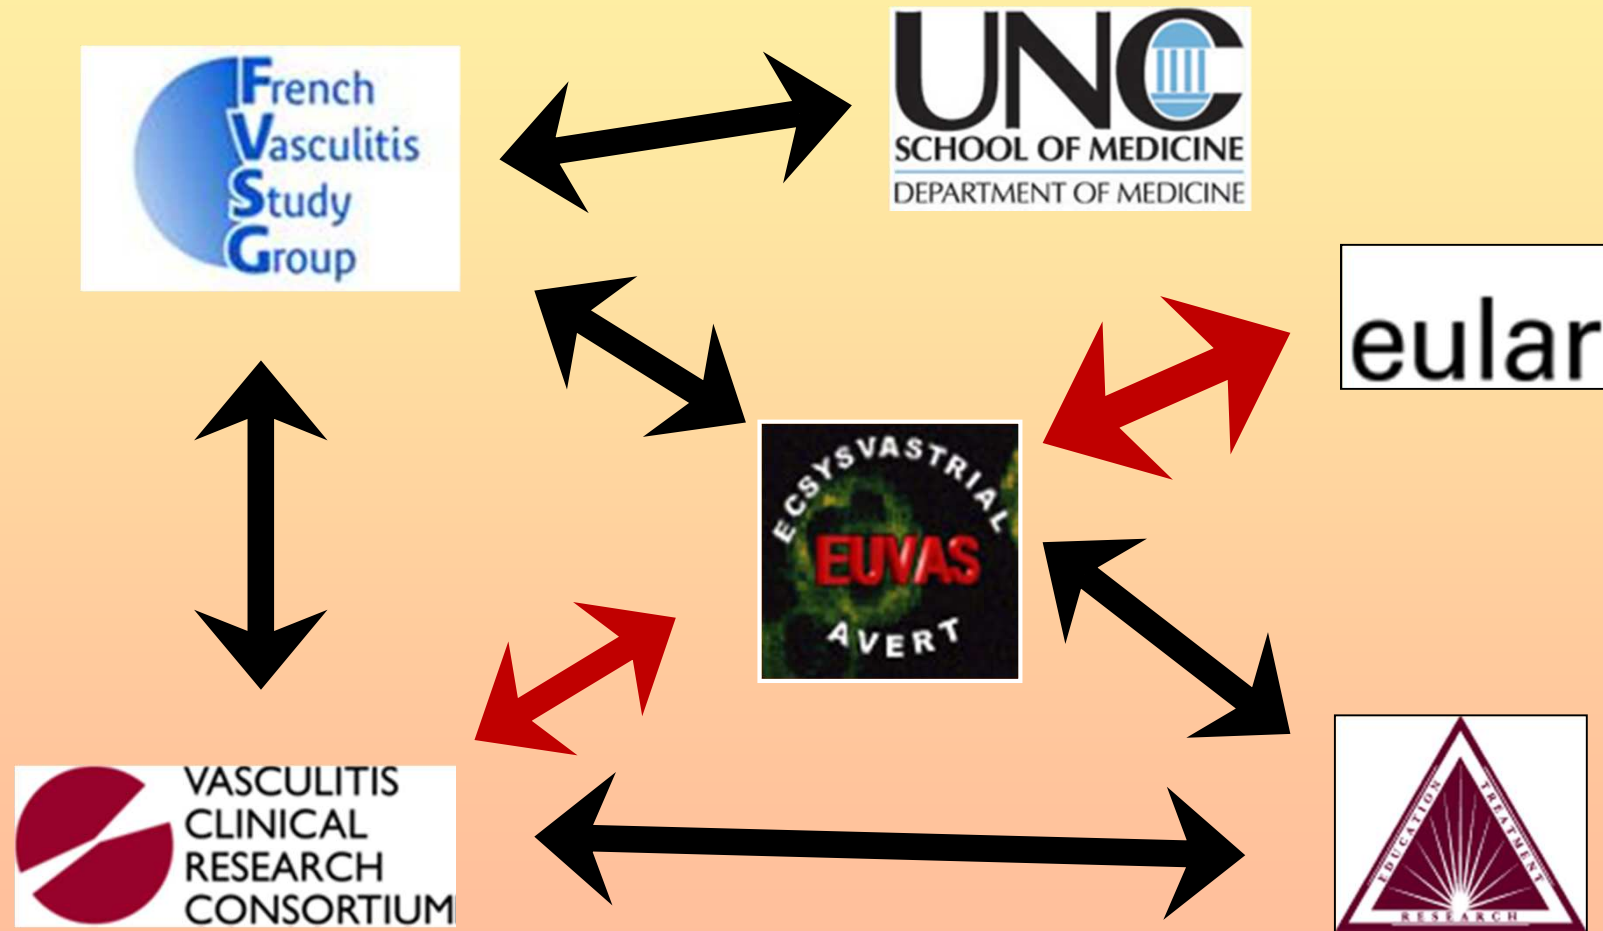 French
Vasculitis
Study
Group
UNC
SCHOOL OF MEDICINE
DEPARTMENT OF MEDICINE
eular
ECSYSVASTRIAL
EUVAS
AVERT
VASCULITIS
CLINICAL
RESEARCH
CONSORTIUM
EDUCATION
TREATMENT
RESEARCH